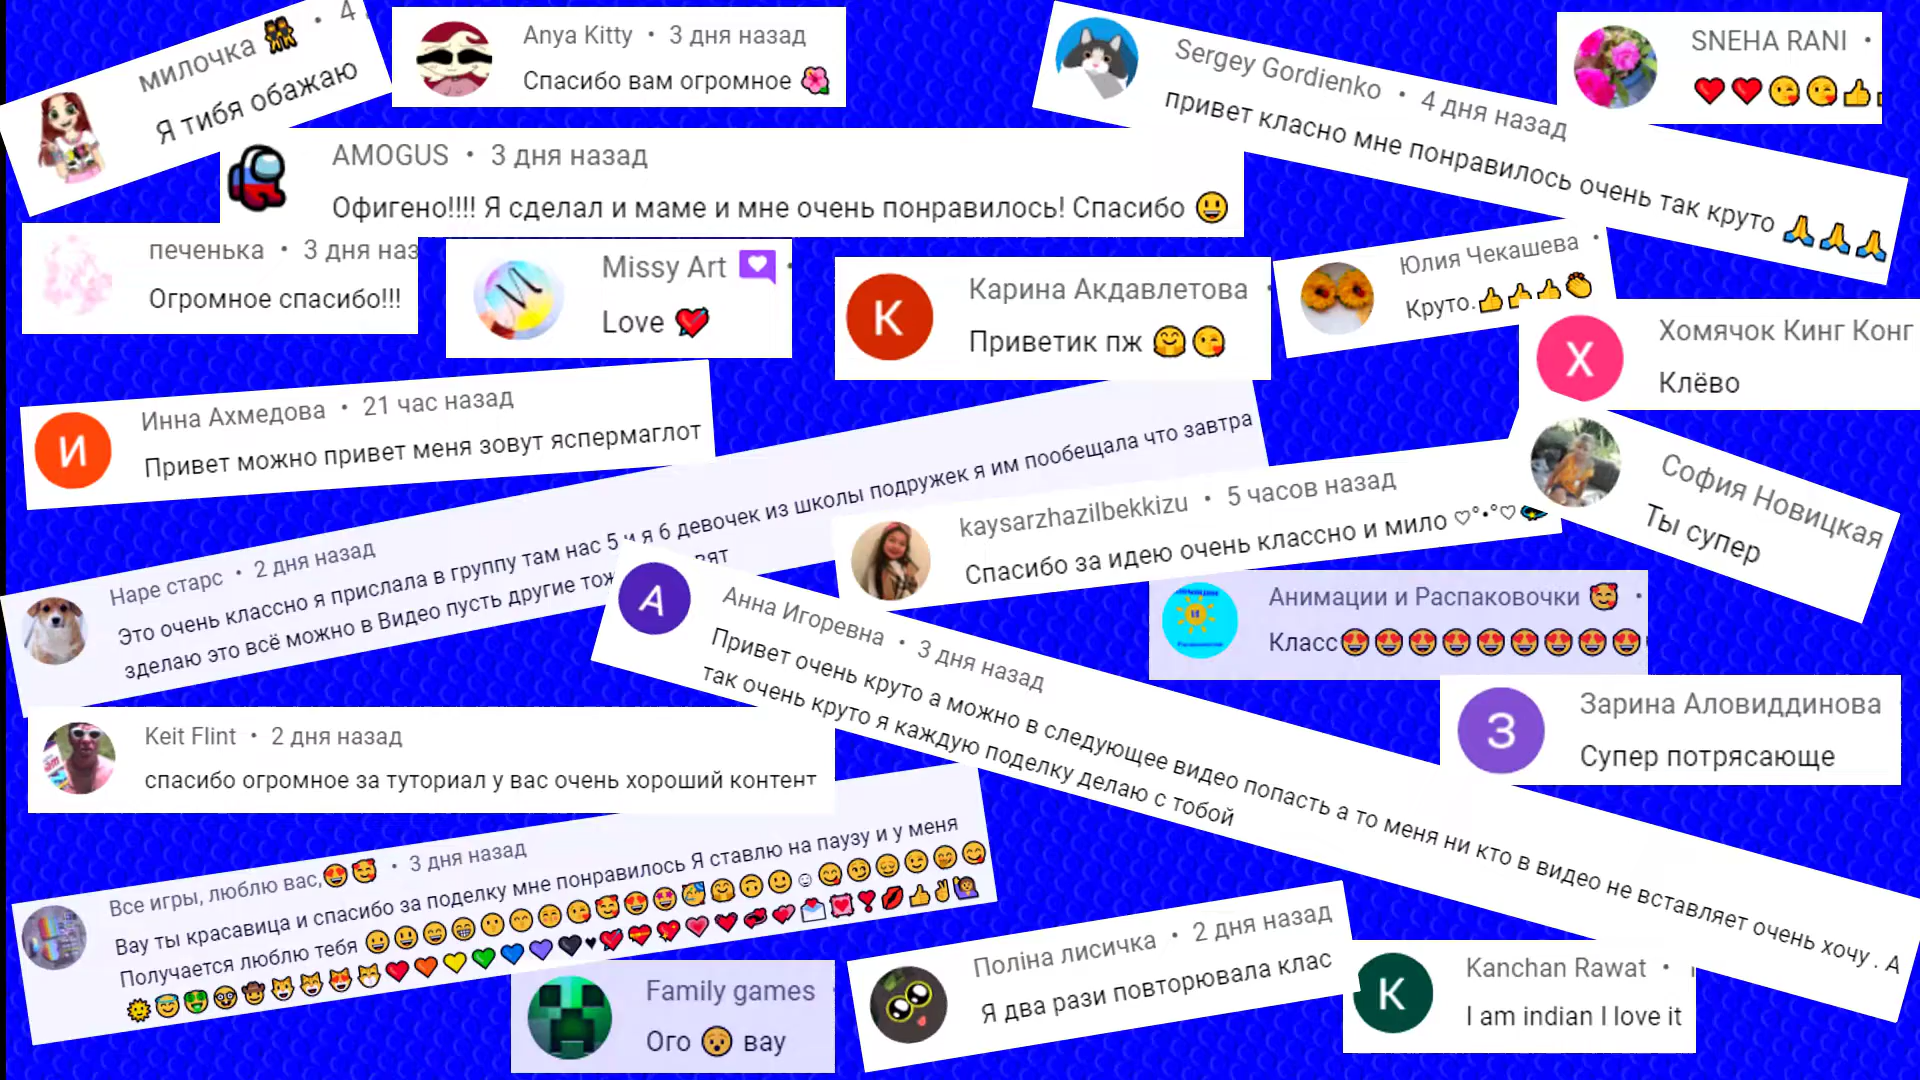 милочка 👯 • 4
Я тибя обажаю
Anya Kitty • 3 дня назад
Спасибо вам огромное 🌺
Sergey Gordienko • 4 дня назад
привет класно мне понравилось очень так круто 🙏🙏🙏
SNEHA RANI •
❤️❤️😘😘👍
AMOGUS • 3 дня назад
Офигено!!!! Я сделал и маме и мне очень понравилось! Спасибо 😃
печенька • 3 дня наз
Огромное спасибо!!!
Missy Art
Love 💘
Карина Акдавлетова •
Приветик пж 🤗😘
Юлия Чекашева •
Круто.👍👍👍👏
Хомячок Кинг Конг
Клёво
Инна Ахмедова • 21 час назад
Привет можно привет меня зовут яспермаглот
София Новицкая
Ты супер
Наре старс • 2 дня назад
Это очень классно я прислала в группу там нас 5 и я 6 девочек из школы подружек я им пообещала что завтра
зделаю это всё можно в Видео пусть другие
kaysarzhazilbekkizu • 5 часов назад
Спасибо за идею очень классно и мило ♡°•°♡
Анна Игоревна • 3 дня назад
Привет очень круто а можно в следующее видео попасть а то меня ни кто в видео не вставляет очень хочу . А
так очень круто я каждую поделку делаю с тобой
Анимации и Распаковочки 🥰 •
Класс😍😍😍😍😍😍😍😍😍
Зарина Аловиддинова
Супер потрясающе
Keit Flint • 2 дня назад
спасибо огромное за туториал у вас очень хороший контент
Все игры, люблю вас,😍🥰 • 3 дня назад
Вау ты красавица и спасибо за поделку мне понравилось Я ставлю на паузу и у меня
Получается люблю тебя
Family games
Ого 😯 вау
Поліна лисичка • 2 дня назад
Я два рази повторювала клас
Kanchan Rawat •
I am indian I love it